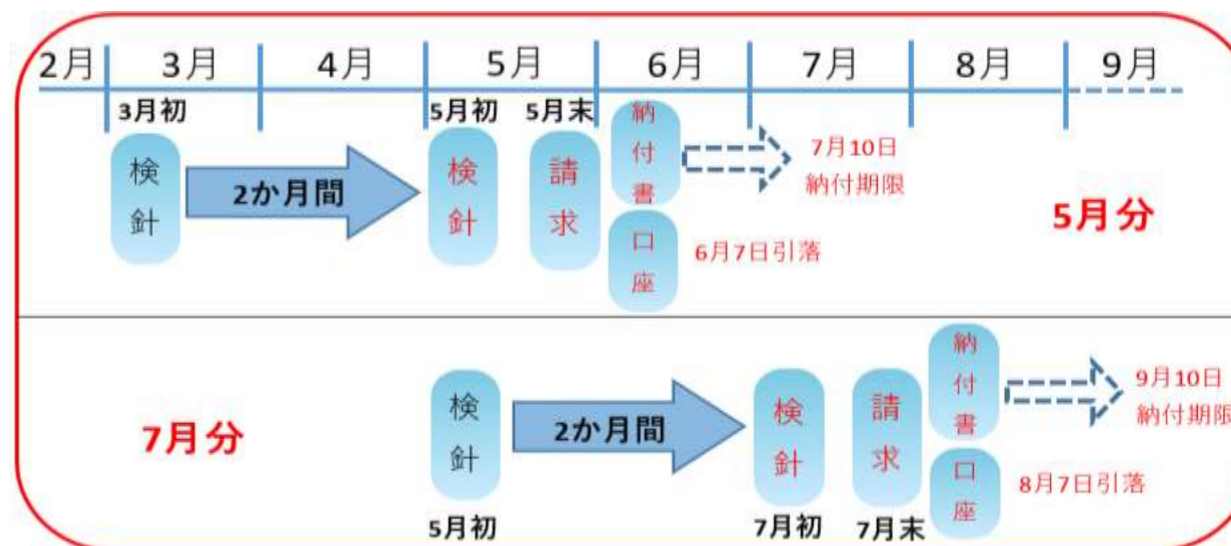 2月 3月 4月 5月 6月 7月 8月 9月
3月初 5月初 5月末
検針
2か月間
検針
請求
納付書
7月10日
納付期限
口座
6月7日引落
5月分
7月分
検針
5月初
2か月間
検針
7月初
請求
7月末
納付書
9月10日
納付期限
口座
8月7日引落